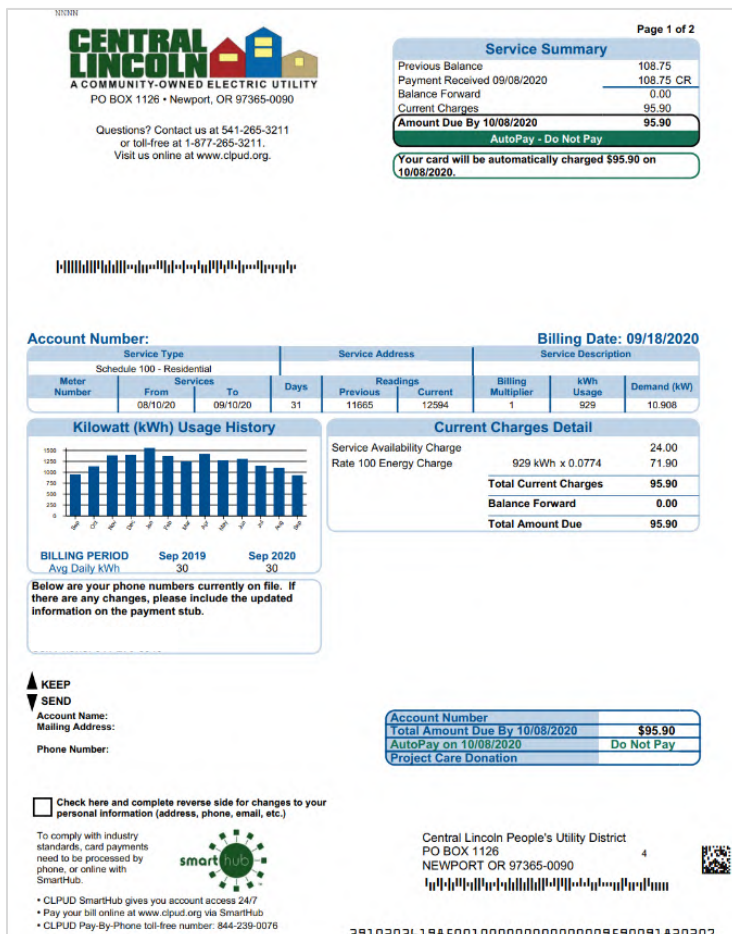 NNNN
CENTRAL
LINCOLN
A COMMUNITY-OWNED ELECTRIC UTILITY
PO BOX 1126 • Newport, OR 97365-0090
Questions? Contact us at 541-265-3211
or toll-free at 1-877-265-3211.
Visit us online at www.clpud.org.
Page 1 of 2
Service Summary
Previous Balance 108.75
Payment Received 09/08/2020 108.75 CR
Balance Forward 0.00
Current Charges 95.90
Amount Due By 10/08/2020 95.90
AutoPay - Do Not Pay
Your card will be automatically charged $95.90 on
10/08/2020.
Account Number: Billing Date: 09/18/2020
Service Type Service Address Service Description
Schedule 100 - Residential
Meter Number Services From To Days Readings Previous Current Billing Multiplier kWh Usage Demand (kW)
08/10/20 09/10/20 31 11665 12594 1 929 10.908
Kilowatt (kWh) Usage History
1500
1250
1000
750
500
250
0
Sep Oct Nov Dec Jan Feb Mar Apr May Jun Jul Aug Sep
BILLING PERIOD Sep 2019 Sep 2020
Avg Daily kWh 30 30
Current Charges Detail
Service Availability Charge 24.00
Rate 100 Energy Charge 929 kWh x 0.0774 71.90
Total Current Charges 95.90
Balance Forward 0.00
Total Amount Due 95.90
Below are your phone numbers currently on file. If
there are any changes, please include the updated
information on the payment stub.
KEEP
SEND
Account Name:
Mailing Address:
Phone Number:
Account Number
Total Amount Due By 10/08/2020 $95.90
AutoPay on 10/08/2020 Do Not Pay
Project Care Donation
Check here and complete reverse side for changes to your
personal information (address, phone, email, etc.)
To comply with industry
standards, card payments
need to be processed by
phone, or online with
SmartHub.
smart hub
• CLPUD SmartHub gives you account access 24/7
• Pay your bill online at www.clpud.org via SmartHub
• CLPUD Pay-By-Phone toll-free number: 844-239-0076
Central Lincoln People's Utility District
PO BOX 1126 4
NEWPORT OR 97365-0090